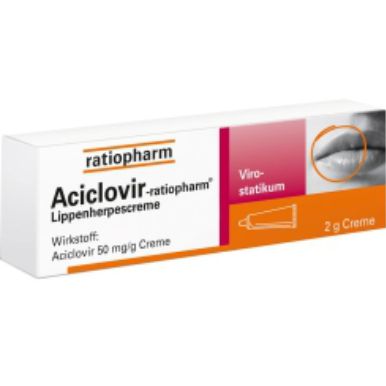 ratiopharm
Aciclovir-ratiopharm®
Lippenherpescreme
Wirkstoff:
Aciclovir 50 mg/g Creme
Viro-
statikum
2 g Creme